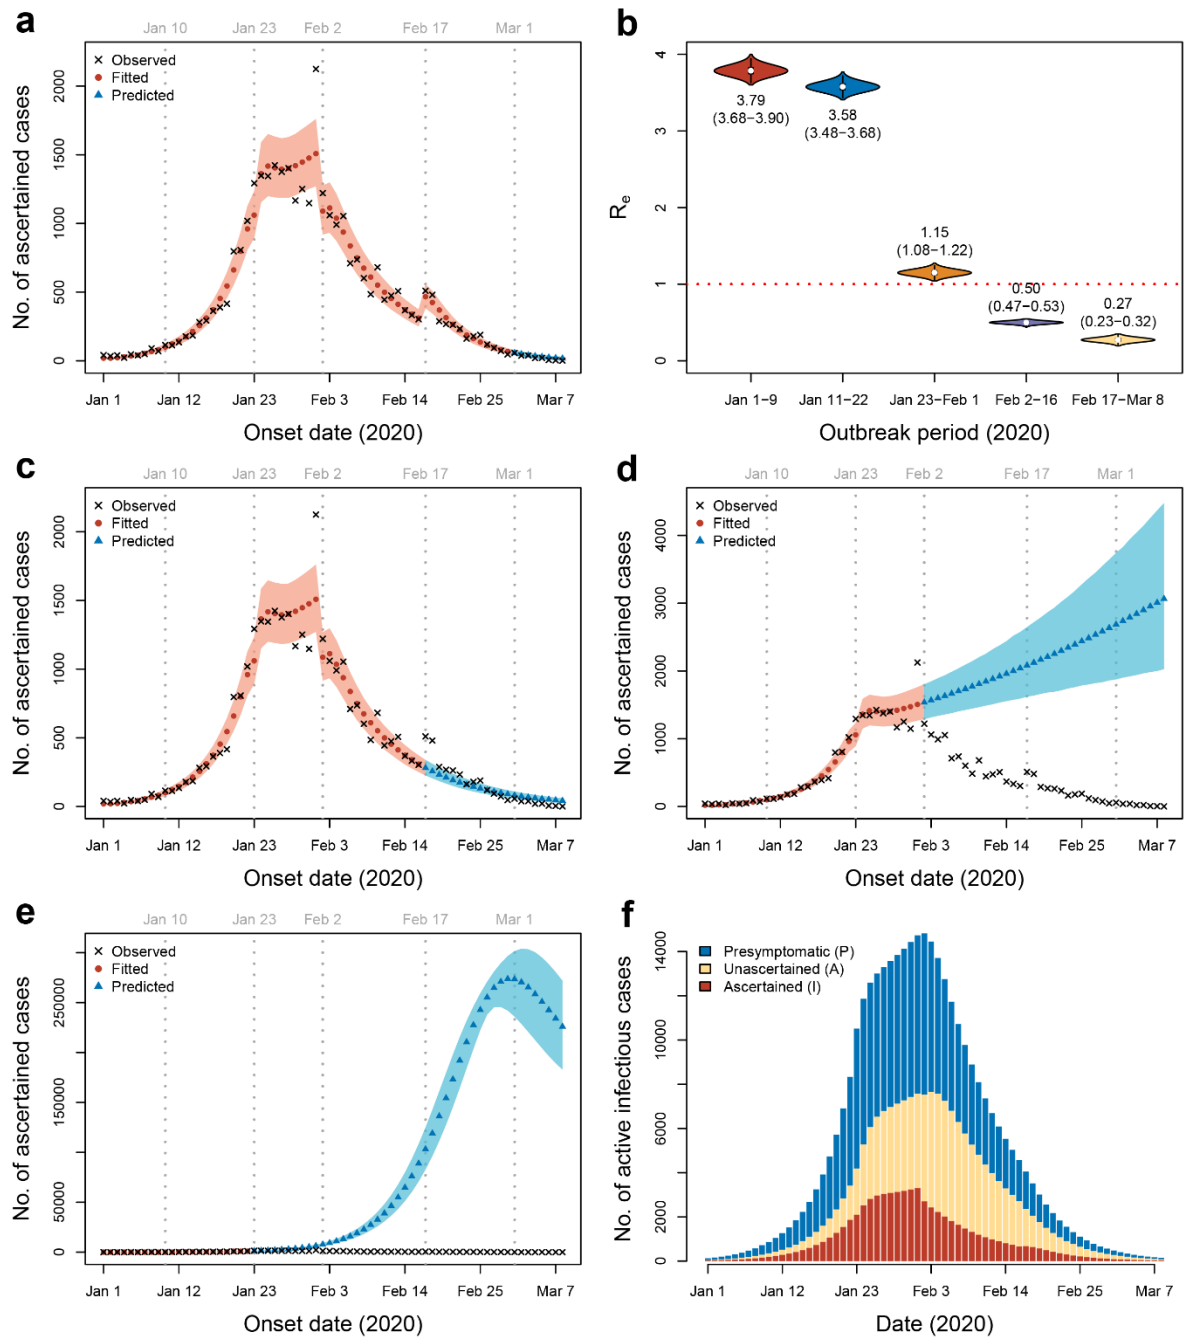 a
Jan 10 Jan 23 Feb 2 Feb 17 Mar 1
Observed
Fitted
Predicted
No. of ascertained cases
0 500 1000 1500 2000
Jan 1 Jan 12 Jan 23 Feb 3 Feb 14 Feb 25 Mar 7
Onset date (2020)
b
Re
0 1 2 3 4
3.79
(3.68−3.90)
3.58
(3.48−3.68)
1.15
(1.08−1.22)
0.50
(0.47−0.53)
0.27
(0.23−0.32)
Jan 1−9 Jan 11−22 Jan 23−Feb 1 Feb 2−16 Feb 17−Mar 8
Outbreak period (2020)
c
Jan 10 Jan 23 Feb 2 Feb 17 Mar 1
Observed
Fitted
Predicted
No. of ascertained cases
0 500 1000 1500 2000
Jan 1 Jan 12 Jan 23 Feb 3 Feb 14 Feb 25 Mar 7
Onset date (2020)
d
Jan 10 Jan 23 Feb 2 Feb 17 Mar 1
Observed
Fitted
Predicted
No. of ascertained cases
0 1000 2000 3000 4000
Jan 1 Jan 12 Jan 23 Feb 3 Feb 14 Feb 25 Mar 7
Onset date (2020)
e
Jan 10 Jan 23 Feb 2 Feb 17 Mar 1
Observed
Fitted
Predicted
No. of ascertained cases
0 50000 150000 250000
Jan 1 Jan 12 Jan 23 Feb 3 Feb 14 Feb 25 Mar 7
Onset date (2020)
f
Presymptomatic (P)
Unascertained (A)
Ascertained (I)
No. of active infectious cases
0 2000 6000 10000 14000
Jan 1 Jan 12 Jan 23 Feb 3 Feb 14 Feb 25 Mar 7
Date (2020)